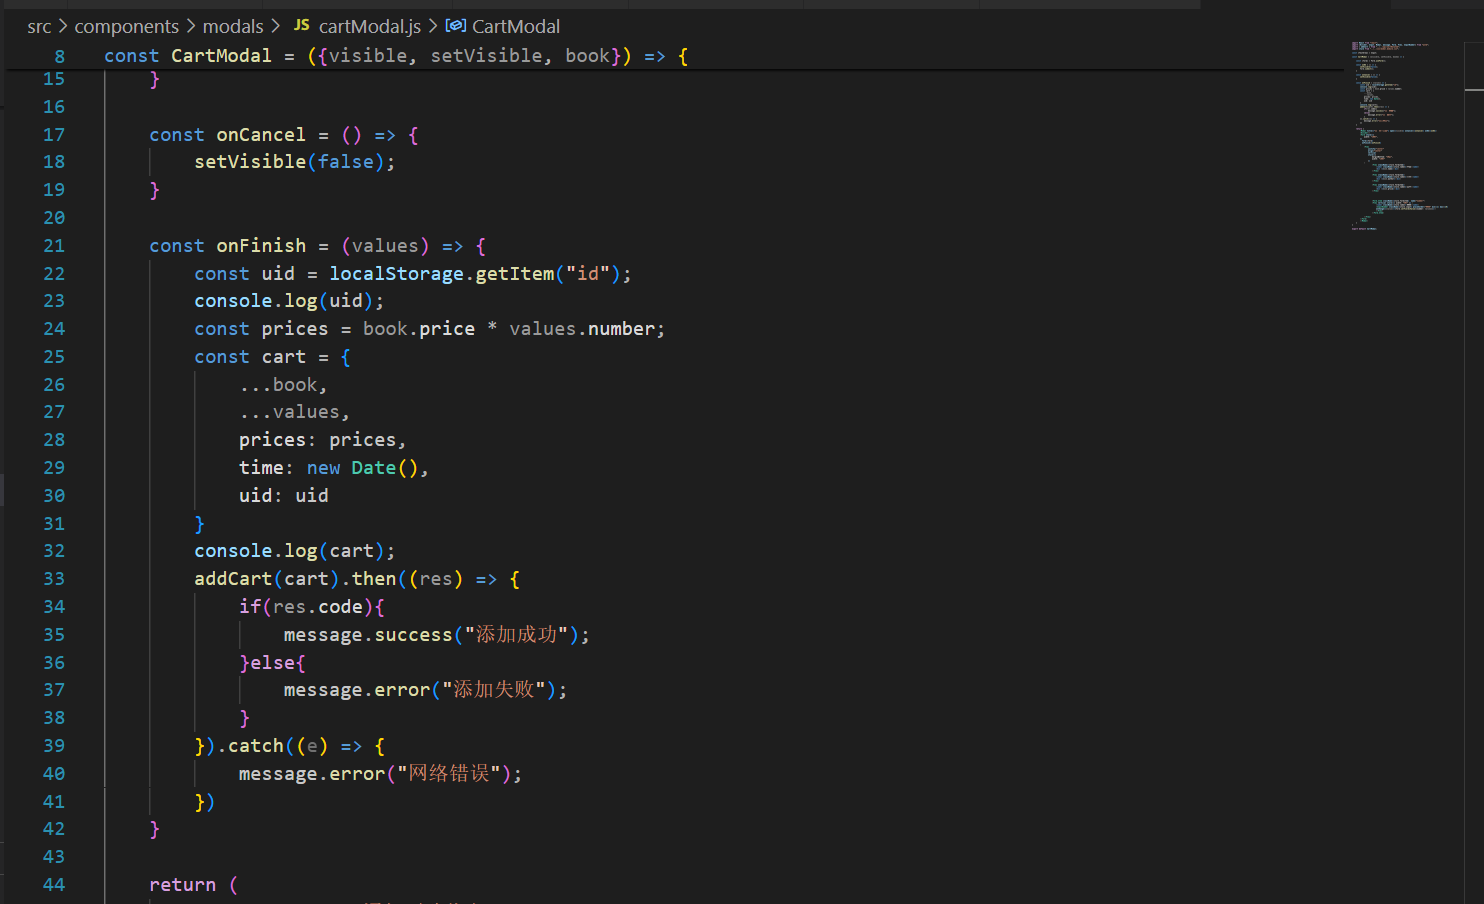 src > components > modals > JS cartModal.js > CartModal
8 const CartModal = ({visible, setVisible, book}) => {
15 }
16
17 const onCancel = () => {
18 setVisible(false);
19 }
20
21 const onFinish = (values) => {
22 const uid = localStorage.getItem("id");
23 console.log(uid);
24 const prices = book.price * values.number;
25 const cart = {
26 ...book,
27 ...values,
28 prices: prices,
29 time: new Date(),
30 uid: uid
31 }
32 console.log(cart);
33 addCart(cart).then((res) => {
34 if(res.code){
35 message.success("添加成功");
36 }else{
37 message.error("添加失败");
38 }
39 }).catch((e) => {
40 message.error("网络错误");
41 })
42 }
43
44 return (